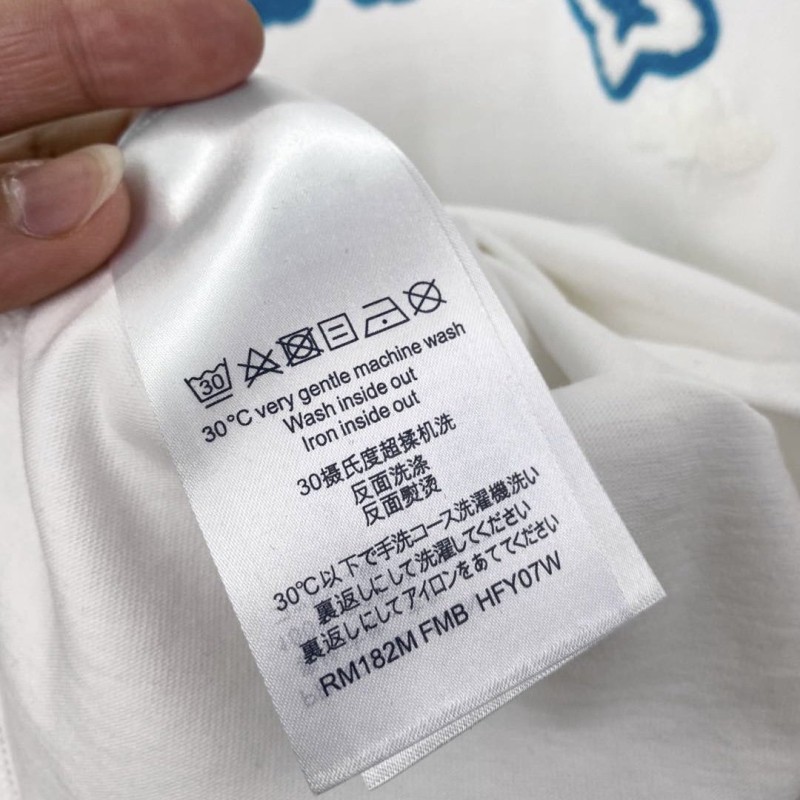 30
30°C very gentle machine wash
Wash inside out
Iron inside out
30摄氏度超揉机洗
反面洗涤
反面熨烫
30℃以下で手洗コース洗濯機洗い
裏返しにして洗濯してください
裏返しにしてアイロンをあててください
RM182M FMB HFY07W